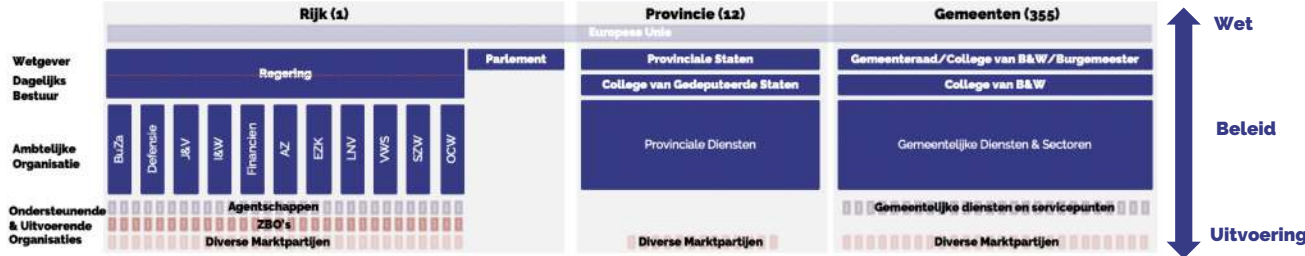 Rijk (1)
Provincie (12)
Gemeenten (355)
Wet
Europese Unie
Wetgever
Parlement
Provinciale Staten
Gemeenteraad/College van B&W/Burgemeester
Regering
Dagelijks
Bestuur
College van Gedeputeerde Staten
College van B&W
Ambtelijke
Organisatie
BuZa
Defensie
J&V
I&W
Financien
AZ
EZK
LNV
VWS
SZW
OCW
Provinciale Diensten
Gemeentelijke Diensten & Sectoren
Beleid
Ondersteunende
& Uitvoerende
Organisaties
Agentschappen
Gemeentelijke diensten en servicepunten
ZBO's
Diverse Marktpartijen
Diverse Marktpartijen
Diverse Marktpartijen
Uitvoering